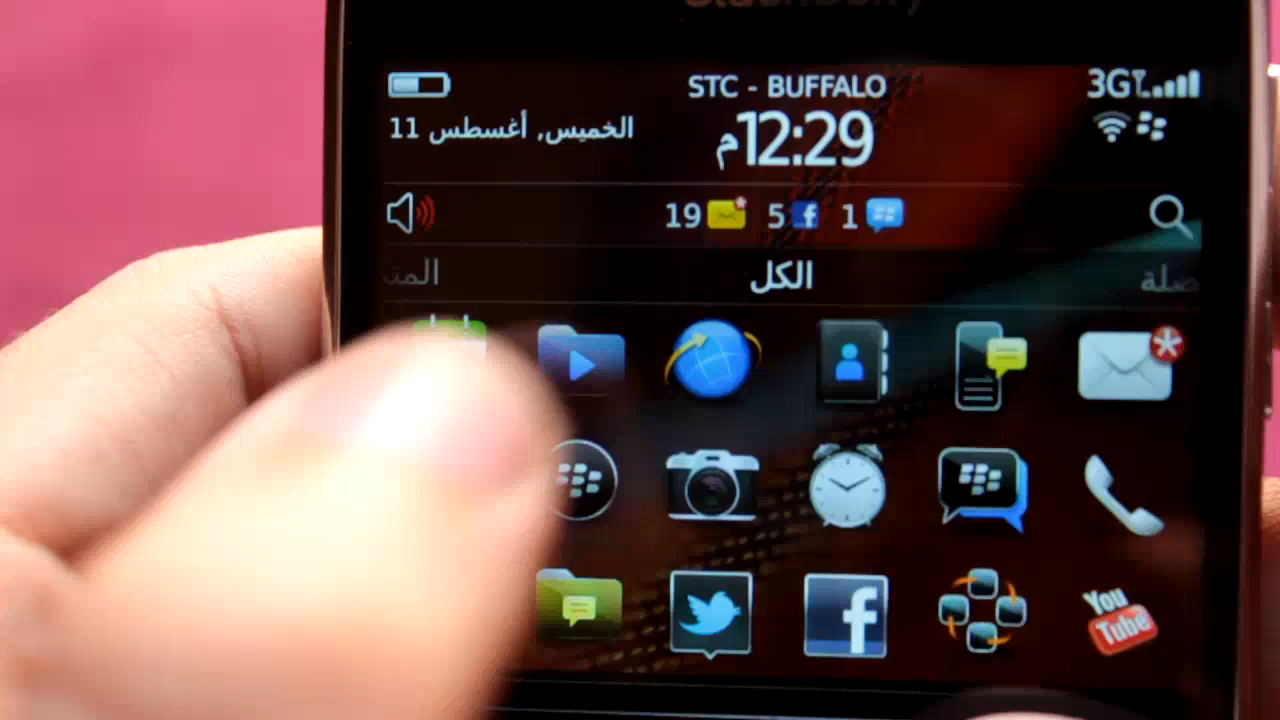 STC - BUFFALO
3G
الخميس, أغسطس 11
12:29م
19 5 1
الكل
You
Tube